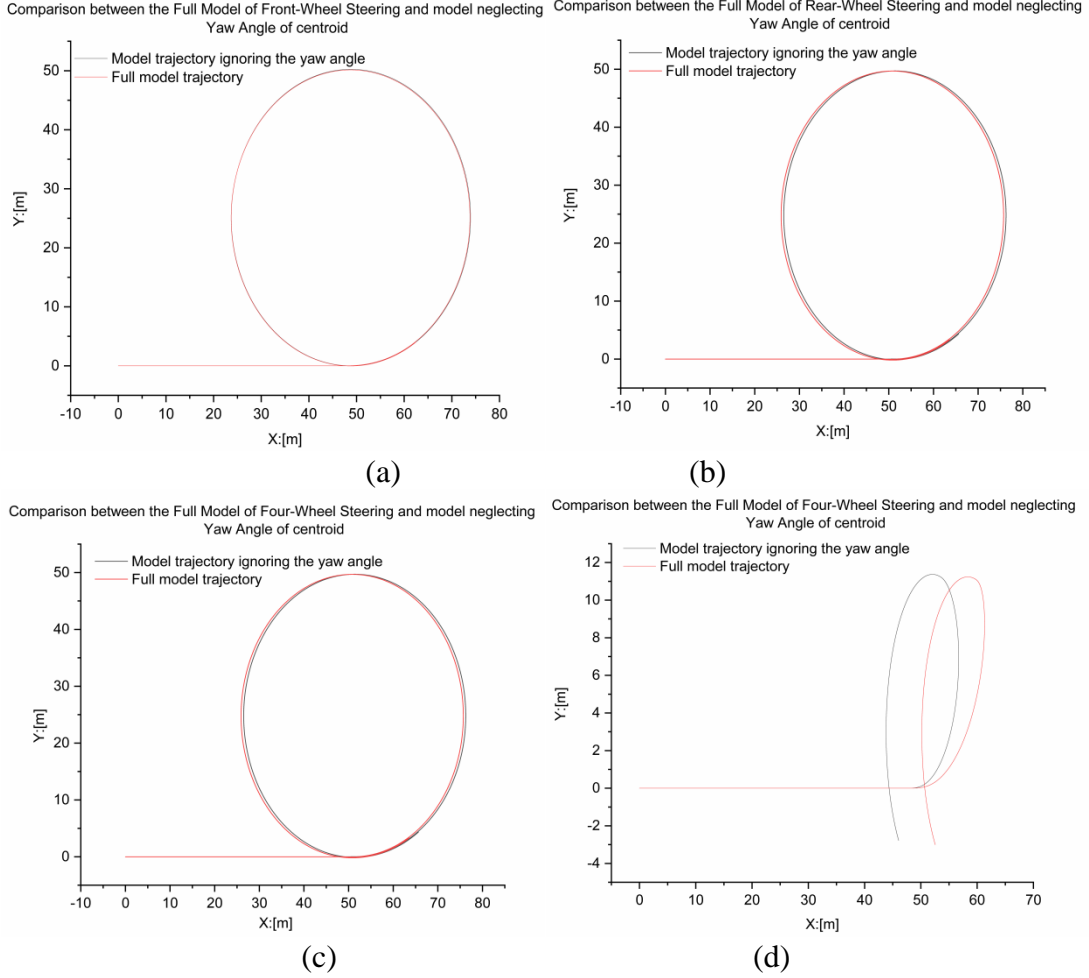 Comparison between the Full Model of Front-Wheel Steering and model neglecting
Yaw Angle of centroid
Model trajectory ignoring the yaw angle
Full model trajectory
50
40
30
20
10
0
Y:[m]
-10 0 10 20 30 40 50 60 70 80
X:[m]
(a)
Comparison between the Full Model of Rear-Wheel Steering and model neglecting
Yaw Angle of centroid
Model trajectory ignoring the yaw angle
Full model trajectory
50
40
30
20
10
0
Y:[m]
-10 0 10 20 30 40 50 60 70 80
X:[m]
(b)
Comparison between the Full Model of Four-Wheel Steering and model neglecting
Yaw Angle of centroid
Model trajectory ignoring the yaw angle
Full model trajectory
50
40
30
20
10
0
Y:[m]
-10 0 10 20 30 40 50 60 70 80
X:[m]
(c)
Comparison between the Full Model of Four-Wheel Steering and model neglecting
Yaw Angle of centroid
Model trajectory ignoring the yaw angle
Full model trajectory
12
10
8
6
4
2
0
-2
-4
Y:[m]
0 10 20 30 40 50 60 70
X:[m]
(d)